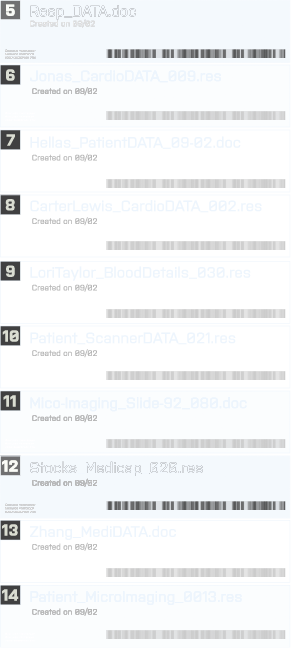 5
Resp_DATA.doc
Created on 09/02
6
Jonas_CardioDATA_009.res
Created on 09/02
7
Helias_PatientDATA_09-02.doc
Created on 09/02
8
CarterLewis_CardioDATA_002.res
Created on 09/02
9
LoriTaylor_BloodDetails_030.res
Created on 09/02
10
Patient_ScannerDATA_021.res
Created on 09/02
11
Mico-Imaging_Slide-92_080.doc
Created on 09/02
12
Stocks_Medicap_626.res
Created on 09/02
13
Zhang_MediDATA.doc
Created on 09/02
14
Patient_MicroImaging_0013.res
Created on 09/02